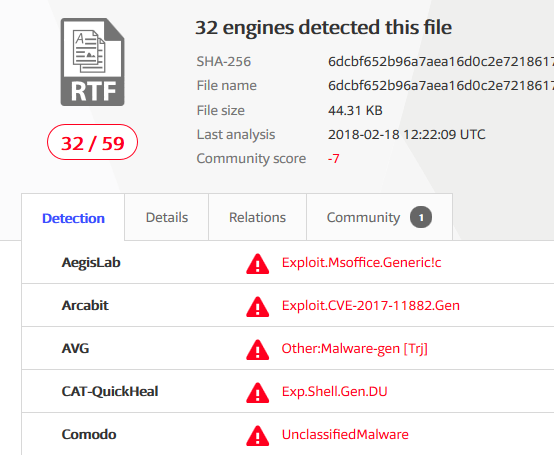 32 engines detected this file
SHA-256 6dcbf652b96a7aea16d0c2e7218617
File name 6dcbf652b96a7aea16d0c2e7218617
File size 44.31 KB
Last analysis 2018-02-18 12:22:09 UTC
Community score -7
RTF
32 / 59
Detection Details Relations Community 1
AegisLab Exploit.Msoffice.Generic!c
Arcabit Exploit.CVE-2017-11882.Gen
AVG Other:Malware-gen [Trj]
CAT-QuickHeal Exp.Shell.Gen.DU
Comodo UnclassifiedMalware